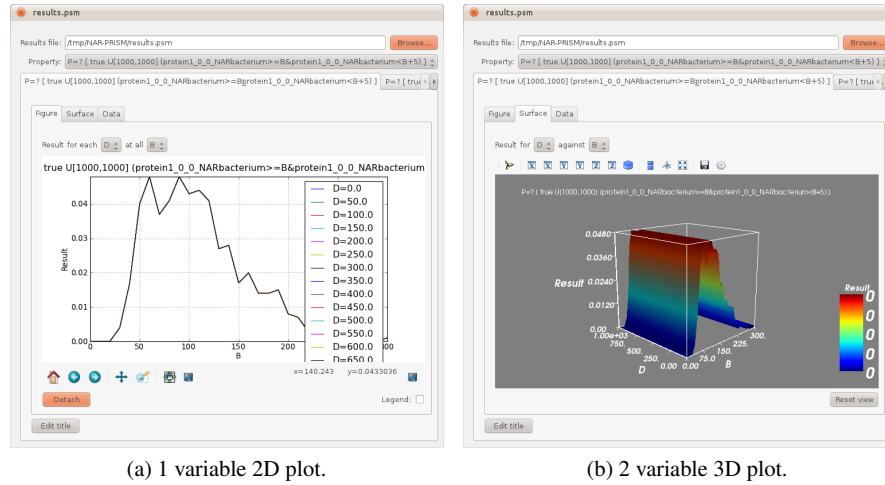 results.psm
Results file: /tmp/NAR-PRISM/results.psm Browse...
Property: P=? [ true U[1000,1000] (protein1_0_0_NARbacterium>=B&protein1_0_0_NARbacterium<B+5) ]
P=? [ true U[1000,1000] (protein1_0_0_NARbacterium>=B&protein1_0_0_NARbacterium<B+5) ] P=? [ true
Figure Surface Data
Result for each D at all B
true U[1000,1000] (protein1_0_0_NARbacterium>=B&protein1_0_0_NARbacterium
0.04
0.03
0.02
0.01
0.00
Result
0 50 100 150 200 300
B
D=0.0
D=50.0
D=100.0
D=150.0
D=200.0
D=250.0
D=300.0
D=350.0
D=400.0
D=450.0
D=500.0
D=550.0
D=600.0
D=650.0
x=140.243 y=0.0433036
Detach Legend:
Edit title
(a) 1 variable 2D plot.
results.psm
Results file: /tmp/NAR-PRISM/results.psm Browse...
Property: P=? [ true U[1000,1000] (protein1_0_0_NARbacterium>=B&protein1_0_0_NARbacterium<B+5) ]
P=? [ true U[1000,1000] (protein1_0_0_NARbacterium>=B&protein1_0_0_NARbacterium<B+5) ] P=? [ tru
Figure Surface Data
Result for D against B
X X Y Y Z Z
P=? [ true U[1000,1000] (protein1_0_0_NARbacterium>=B&protein1_0_0_NARbacterium<B+5) ]
0.0480
0.0360
Result 0.0240
0.0120
0.00
1.00e+03
750.
500.
250.
0.00
D
0.00
75.0
150.
225.
300.
B
Result
0
0
0
0
0
Reset view
Edit title
(b) 2 variable 3D plot.